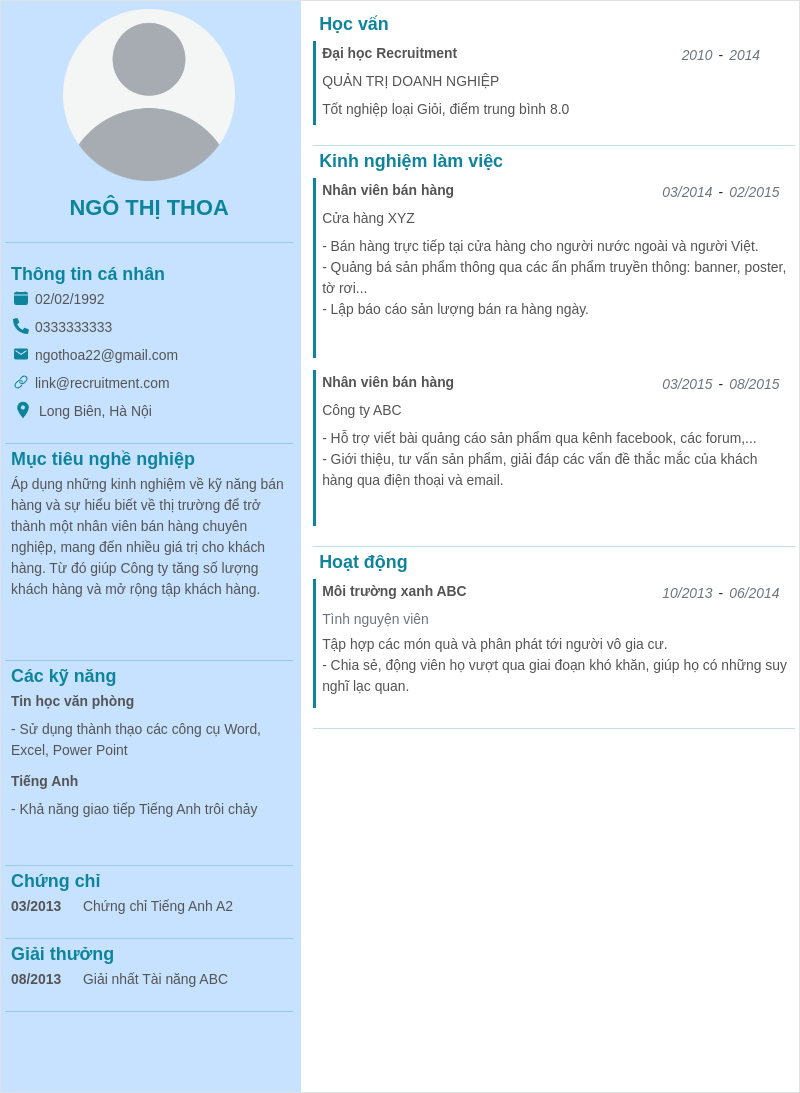 NGÔ THỊ THOA
Thông tin cá nhân
02/02/1992
0333333333
ngothoa22@gmail.com
link@recruitment.com
Long Biên, Hà Nội
Mục tiêu nghề nghiệp
Áp dụng những kinh nghiệm về kỹ năng bán
hàng và sự hiểu biết về thị trường để trở
thành một nhân viên bán hàng chuyên
nghiệp, mang đến nhiều giá trị cho khách
hàng. Từ đó giúp Công ty tăng số lượng
khách hàng và mở rộng tập khách hàng.
Các kỹ năng
Tin học văn phòng
- Sử dụng thành thạo các công cụ Word,
Excel, Power Point
Tiếng Anh
- Khả năng giao tiếp Tiếng Anh trôi chảy
Chứng chỉ
03/2013 Chứng chỉ Tiếng Anh A2
Giải thưởng
08/2013 Giải nhất Tài năng ABC
Học vấn
Đại học Recruitment 2010 - 2014
QUẢN TRỊ DOANH NGHIỆP
Tốt nghiệp loại Giỏi, điểm trung bình 8.0
Kinh nghiệm làm việc
Nhân viên bán hàng 03/2014 - 02/2015
Cửa hàng XYZ
- Bán hàng trực tiếp tại cửa hàng cho người nước ngoài và người Việt.
- Quảng bá sản phẩm thông qua các ấn phẩm truyền thông: banner, poster,
tờ rơi...
- Lập báo cáo sản lượng bán ra hàng ngày.
Nhân viên bán hàng 03/2015 - 08/2015
Công ty ABC
- Hỗ trợ viết bài quảng cáo sản phẩm qua kênh facebook, các forum,...
- Giới thiệu, tư vấn sản phẩm, giải đáp các vấn đề thắc mắc của khách
hàng qua điện thoại và email.
Hoạt động
Môi trường xanh ABC 10/2013 - 06/2014
Tình nguyện viên
Tập hợp các món quà và phân phát tới người vô gia cư.
- Chia sẻ, động viên họ vượt qua giai đoạn khó khăn, giúp họ có những suy
nghĩ lạc quan.